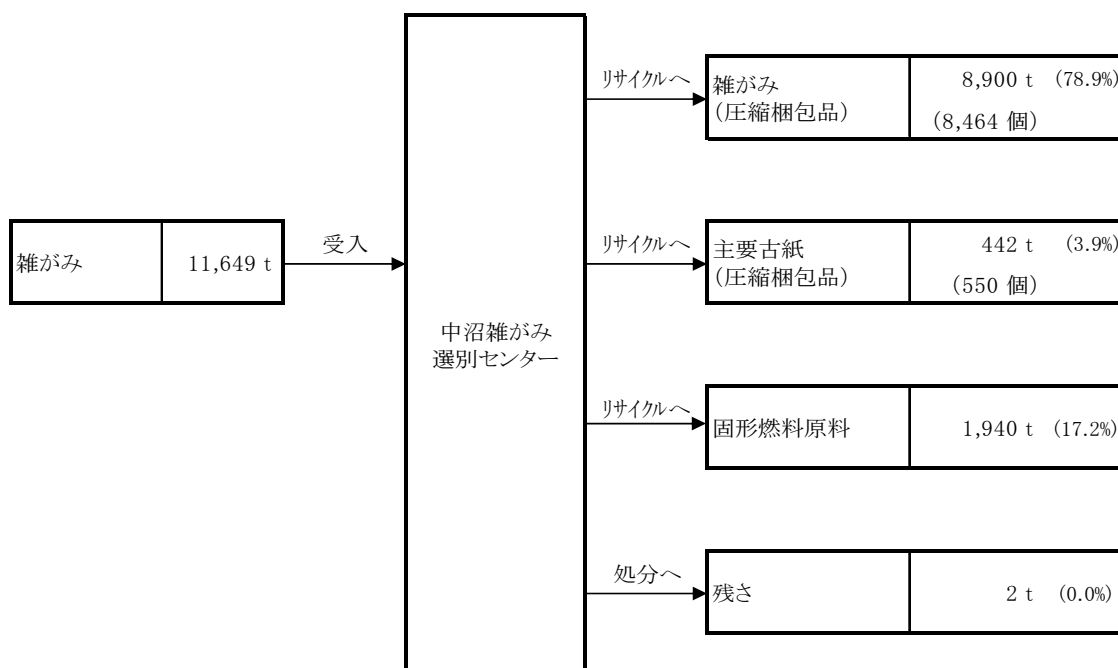 雑がみ
11,649 t
受入
中沼雑がみ
選別センター
リサイクルへ
雑がみ
(圧縮梱包品)
8,900 t (78.9%)
(8,464 個)
リサイクルへ
主要古紙
(圧縮梱包品)
442 t (3.9%)
(550 個)
リサイクルへ
固形燃料原料
1,940 t (17.2%)
処分へ
残さ
2 t (0.0%)